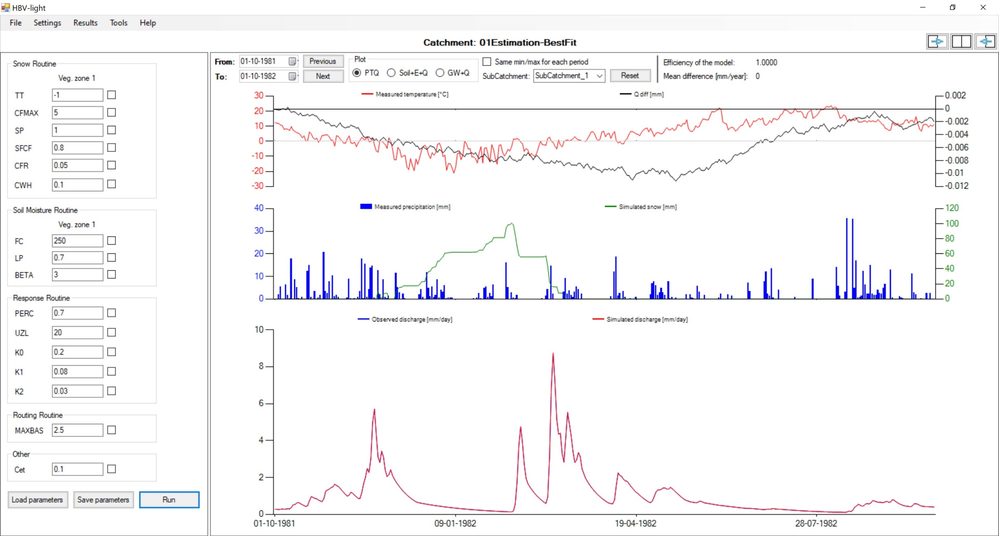 HBV-light
File Settings Results Tools Help
Catchment: 01Estimation-BestFit
Snow Routine
Veg. zone 1
TT -1
CFMAX 5
SP 1
SFCF 0.8
CFR 0.05
CWH 0.1
Soil Moisture Routine
Veg. zone 1
FC 250
LP 0.7
BETA 3
Response Routine
PERC 0.7
UZL 20
K0 0.2
K1 0.08
K2 0.03
Routing Routine
MAXBAS 2.5
Other
Cet 0.1
Load parameters Save parameters Run
From: 01-10-1981 Previous
To: 01-10-1982 Next
Plot
PTQ Soil+E+Q GW+Q
Same min/max for each period
SubCatchment: SubCatchment_1 Reset
Efficiency of the model: 1.0000
Mean difference [mm/year]: 0
Measured temperature [°C] Q diff [mm]
30
20
10
0
-10
-20
-30
0.002
0
-0.002
-0.004
-0.006
-0.008
-0.01
-0.012
Measured precipitation [mm] Simulated snow [mm]
40
30
20
10
0
120
100
80
60
40
20
0
Observed discharge [mm/day] Simulated discharge [mm/day]
10
8
6
4
2
0
01-10-1981 09-01-1982 19-04-1982 28-07-1982